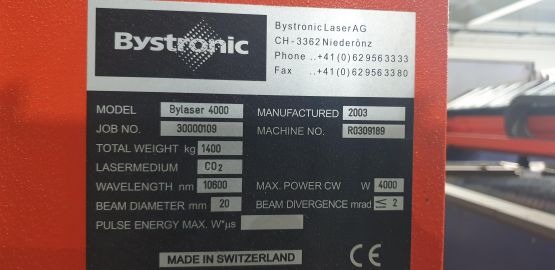 Bystronic
Bystronic Laser AG
CH-3362 Niederönz
Phone ..+41(0)629563333
Fax ..+41(0)629563380
MODEL Bylaser 4000 MANUFACTURED 2003
JOB NO. 30000109 MACHINE NO. R0309189
TOTAL WEIGHT kg 1400
LASERMEDIUM CO2
WAVELENGTH nm 10600 MAX. POWER CW W 4000
BEAM DIAMETER mm 20 BEAM DIVERGENCE mrad ≤ 2
PULSE ENERGY MAX. W*µs
MADE IN SWITZERLAND CE